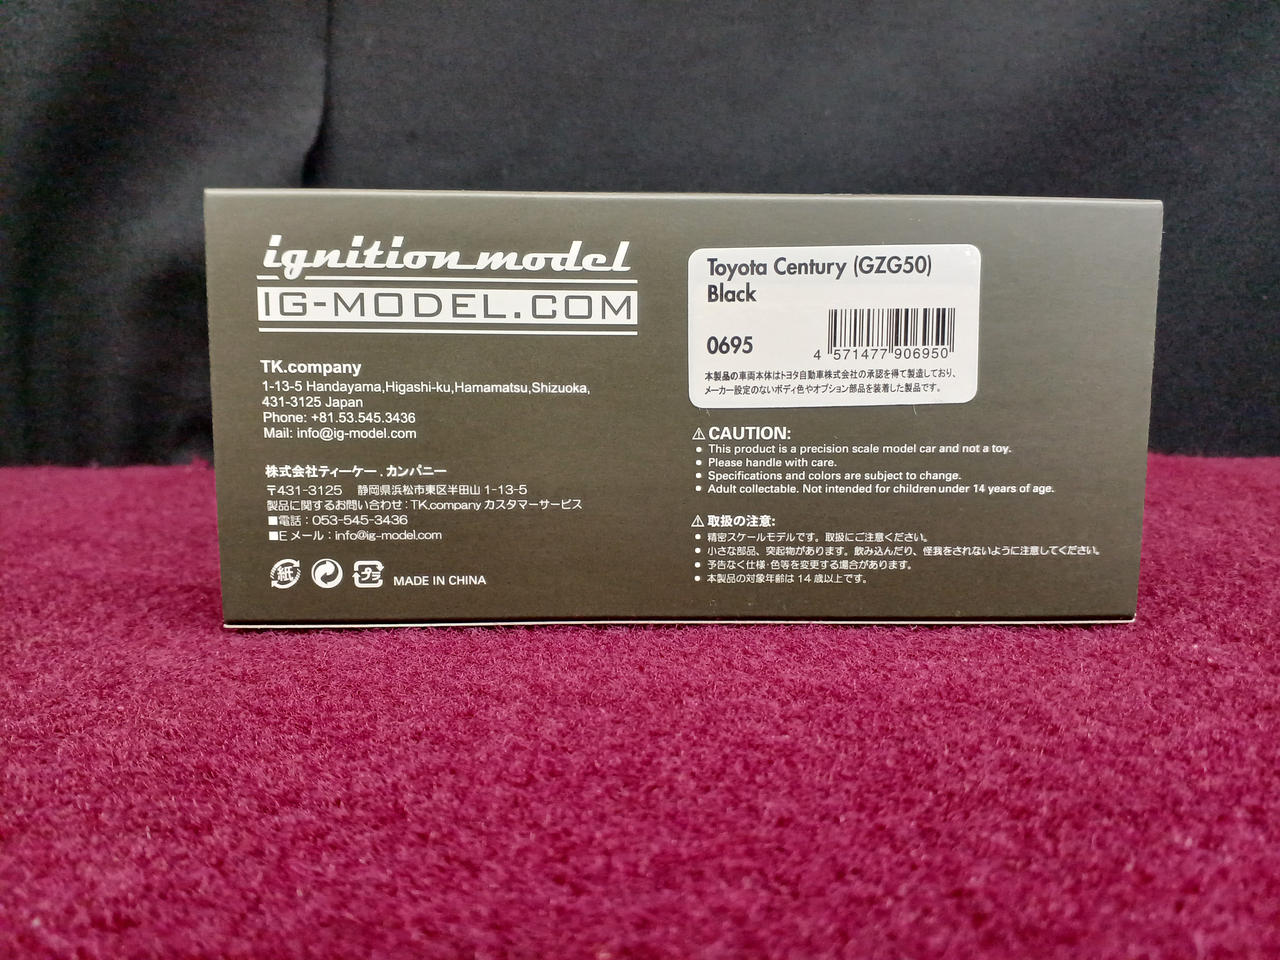 ignition model
IG-MODEL.COM
TK.company
1-13-5 Handayama,Higashi-ku,Hamamatsu,Shizuoka,
431-3125 Japan
Phone: +81.53.545.3436
Mail: info@ig-model.com
株式会社ティーケー.カンパニー
〒431-3125 静岡県浜松市東区半田山 1-13-5
製品に関するお問い合わせ:TK.company カスタマーサービス
■電話:053-545-3436
■Eメール:info@ig-model.com
紙
プラ
MADE IN CHINA
Toyota Century (GZG50)
Black
0695
4 571477 906950
本製品の車両本体はトヨタ自動車株式会社の承認を得て製造しており、
メーカー設定のないボディ色やオプション部品を装着した製品です。
⚠CAUTION:
• This product is a precision scale model car and not a toy.
• Please handle with care.
• Specifications and colors are subject to change.
• Adult collectable. Not intended for children under 14 years of age.
⚠取扱の注意:
• 精密スケールモデルです。取扱にご注意ください。
• 小さな部品、突起物があります。飲み込んだり、怪我をされないように注意してください。
• 予告なく仕様・色等を変更する場合があります。
• 本製品の対象年齢は 14 歳以上です。